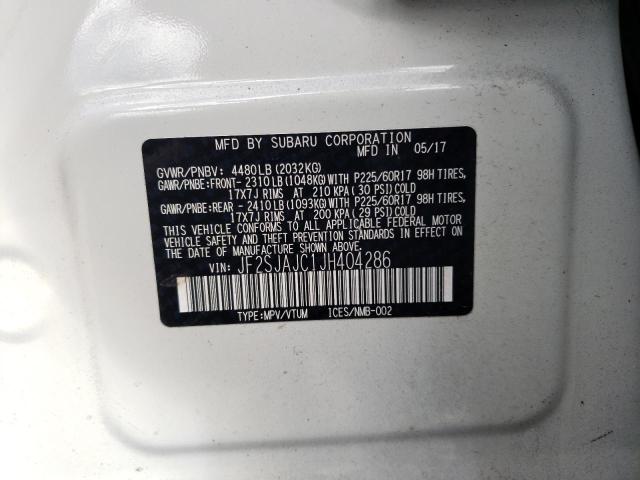 MFD BY SUBARU CORPORATION
MFD IN 05/17
GVWR/PNBV: 4480LB(2032KG)
GAWR/PNBE:FRONT-2310LB(1048KG)WITH P225/60R17 98H TIRES,
17X7J RIMS AT 210 KPA (30 PSI)COLD
GAWR/PNBE:REAR -2410LB(1093KG)WITH P225/60R17 98H TIRES,
17X7J RIMS AT 200 KPA (29 PSI)COLD
THIS VEHICLE CONFORMS TO ALL APPLICABLE FEDERAL MOTOR
VEHICLE SAFETY AND THEFT PREVENTION STANDARDS IN EFFECT ON
THE DATE OF MANUFACTURE SHOWN ABOVE.
VIN: JF2SJAJC1JH404286
TYPE:MPV/VTUM ICES/NMB-002